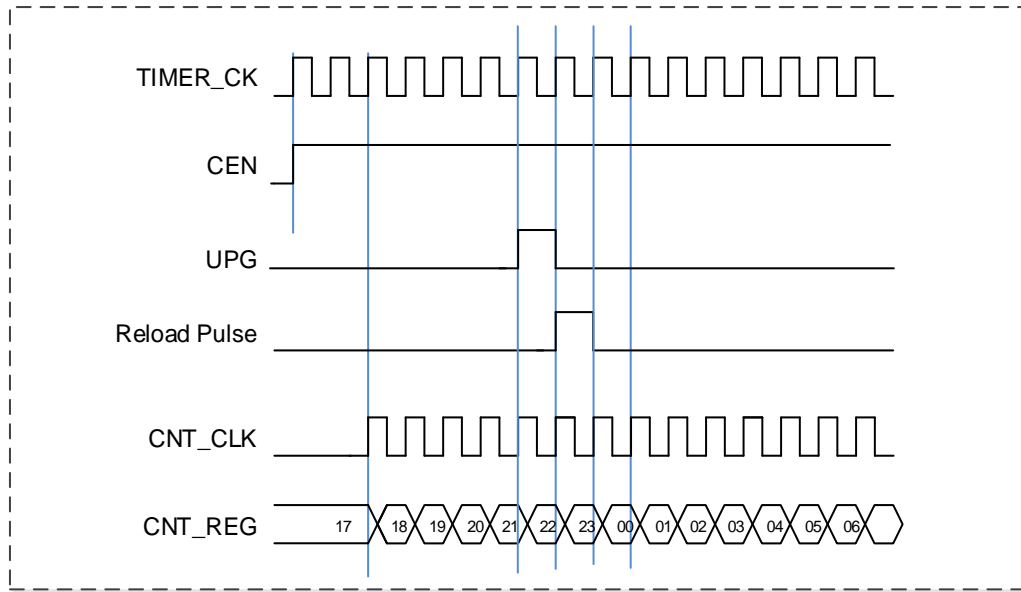 TIMER_CK
CEN
UPG
Reload Pulse
CNT_CLK
CNT_REG 17 18 19 20 21 22 23 00 01 02 03 04 05 06